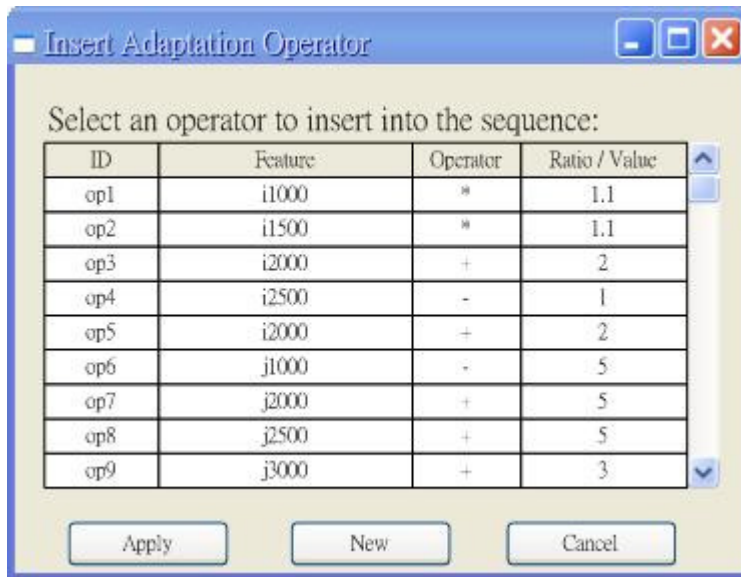 Insert Adaptation Operator
Select an operator to insert into the sequence:
ID Feature Operator Ratio / Value
op1 i1000 * 1.1
op2 i1500 * 1.1
op3 i2000 + 2
op4 i2500 - 1
op5 i2000 + 2
op6 j1000 - 5
op7 j2000 + 5
op8 j2500 + 5
op9 j3000 + 3
Apply New Cancel